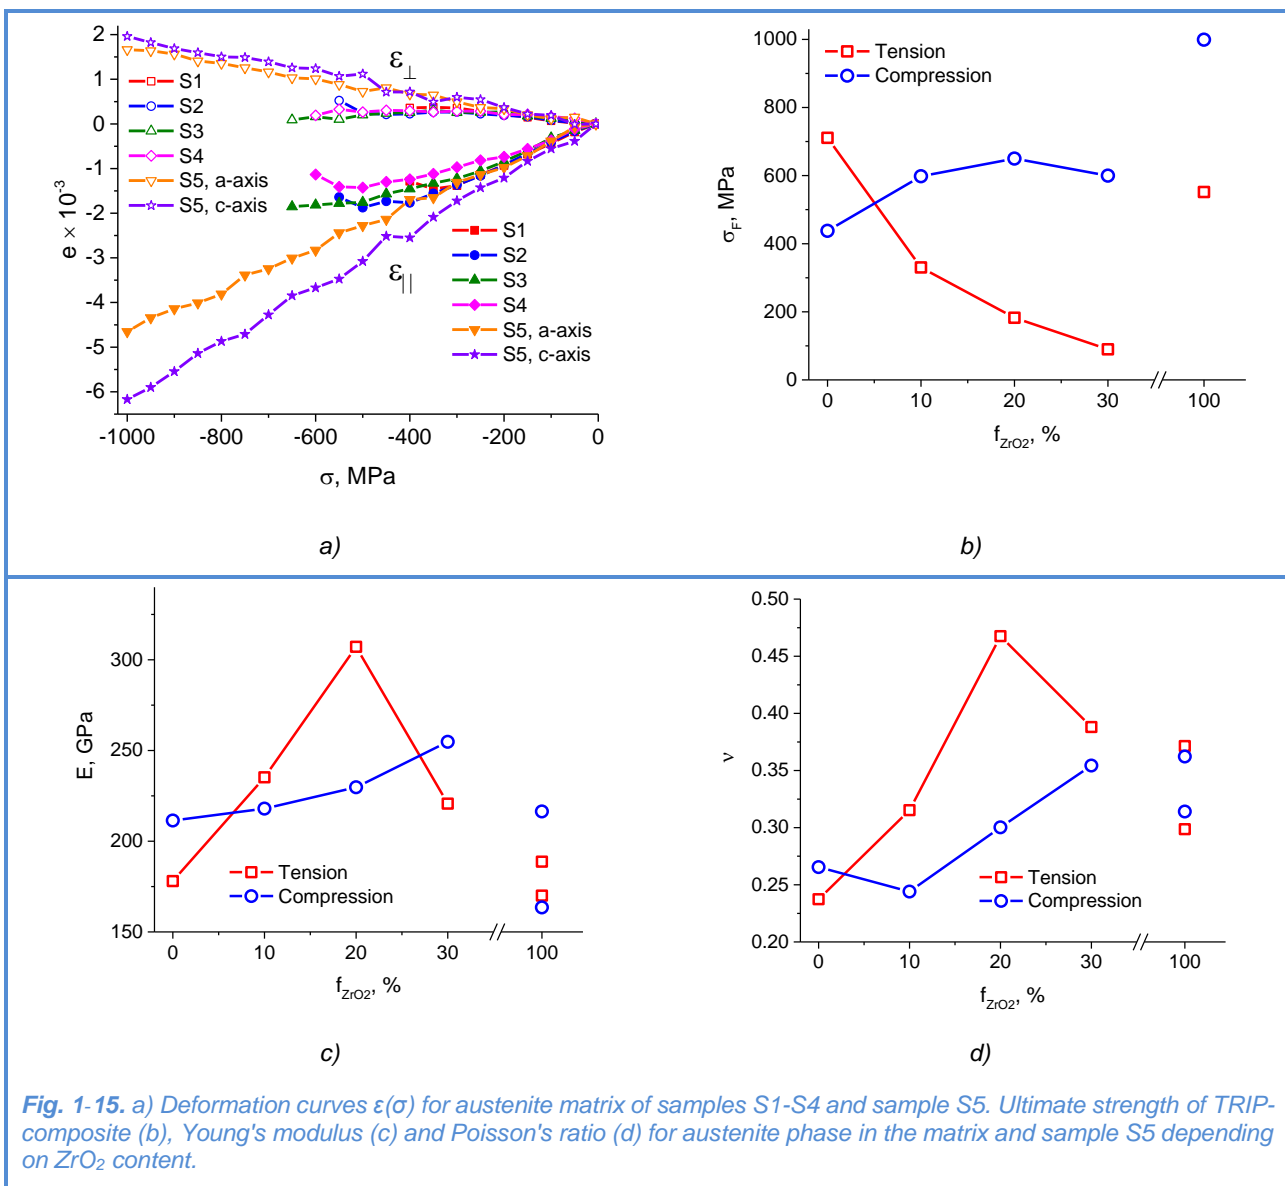 2
1
0
-1
-2
-3
-4
-5
-6
e × 10⁻³
S1
S2
S3
S4
S5, a-axis
S5, c-axis
ε⊥
ε||
S1
S2
S3
S4
S5, a-axis
S5, c-axis
-1000 -800 -600 -400 -200 0
σ, MPa
a)
1000
800
600
400
200
0
σF, MPa
Tension
Compression
0 10 20 30 100
fZrO2, %
b)
300
250
200
150
E, GPa
Tension
Compression
0 10 20 30 100
fZrO2, %
c)
0.50
0.45
0.40
0.35
0.30
0.25
0.20
ν
Tension
Compression
0 10 20 30 100
fZrO2, %
d)
Fig. 1-15. a) Deformation curves ε(σ) for austenite matrix of samples S1-S4 and sample S5. Ultimate strength of TRIP-
composite (b), Young's modulus (c) and Poisson's ratio (d) for austenite phase in the matrix and sample S5 depending
on ZrO₂ content.